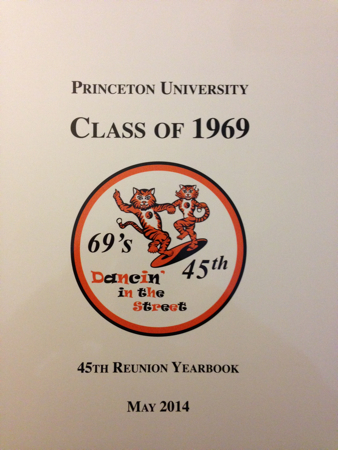 PRINCETON UNIVERSITY
CLASS OF 1969
69's
45th
Dancin'
in the
Street
45TH REUNION YEARBOOK
MAY 2014